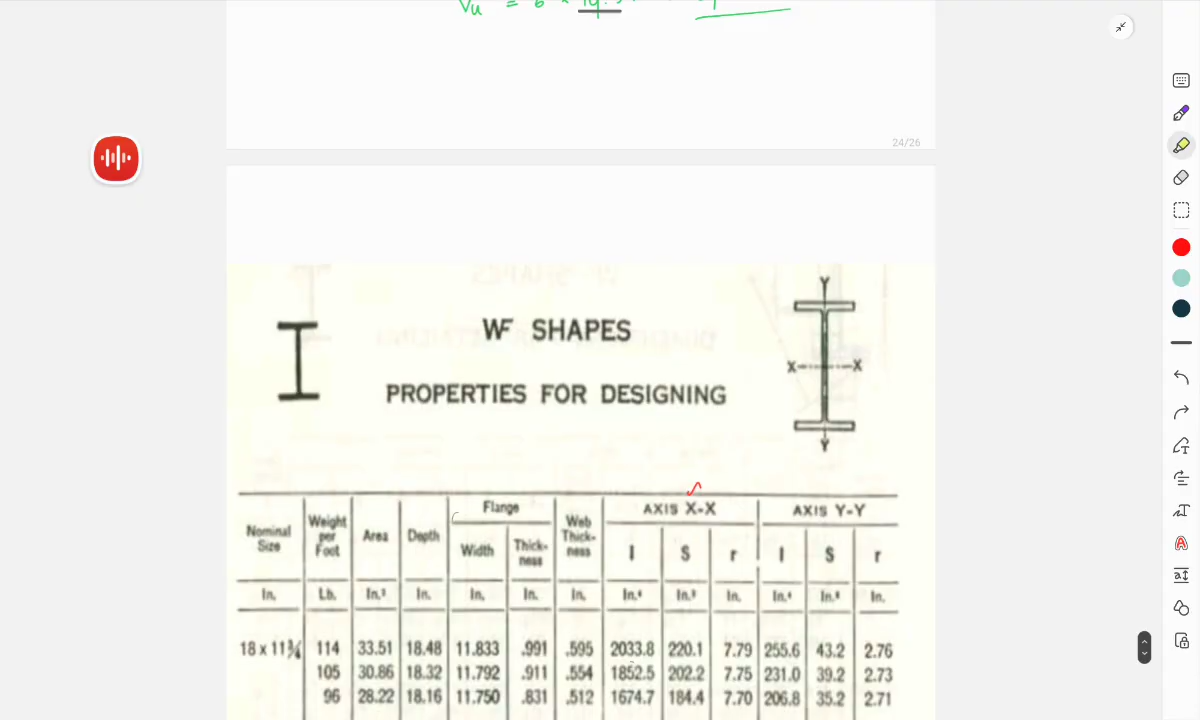 24/26
WF SHAPES
PROPERTIES FOR DESIGNING
Y
X X
Y
Nominal Size Weight per Foot Area Depth Flange Web Thick-ness AXIS X-X AXIS Y-Y
Width Thick-ness I S r I S r
In. Lb. In.² In. In. In. In. In.⁴ In.³ In. In.⁴ In.³ In.
18 x 11¾ 114 33.51 18.48 11.833 .991 .595 2033.8 220.1 7.79 255.6 43.2 2.76
105 30.86 18.32 11.792 .911 .554 1852.5 202.2 7.75 231.0 39.2 2.73
96 28.22 18.16 11.750 .831 .512 1674.7 184.4 7.70 206.8 35.2 2.71